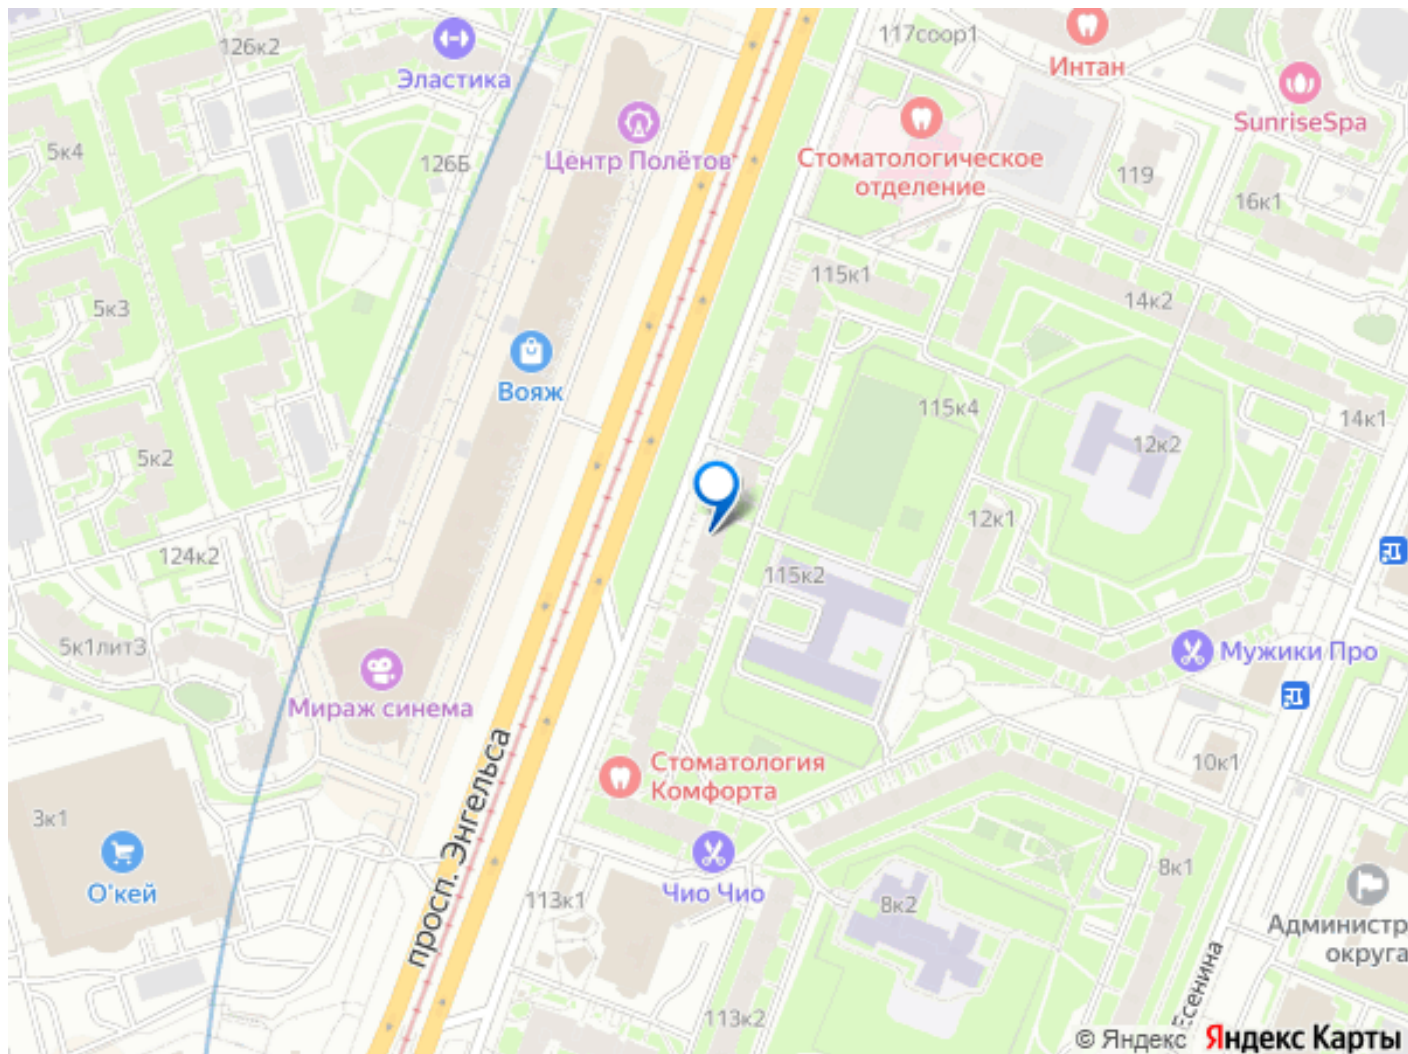 126к2
117соор1
Эластика
Интан
SunriseSpa
5к4
126Б
Центр Полётов
Стоматологическое
отделение
119
16к1
115к1
5к3
14к2
Вояж
115к4
14к1
5к2
12к2
12к1
124к2
115к2
5к1лит3
Мужики Про
Мираж синема
просп. Энгельса
Стоматология
Комфорта
10к1
3к1
О'кей
Чио Чио
113к1
8к1
8к2
Админист­р
округа
Есенина
113к2
© Яндекс Яндекс Карты